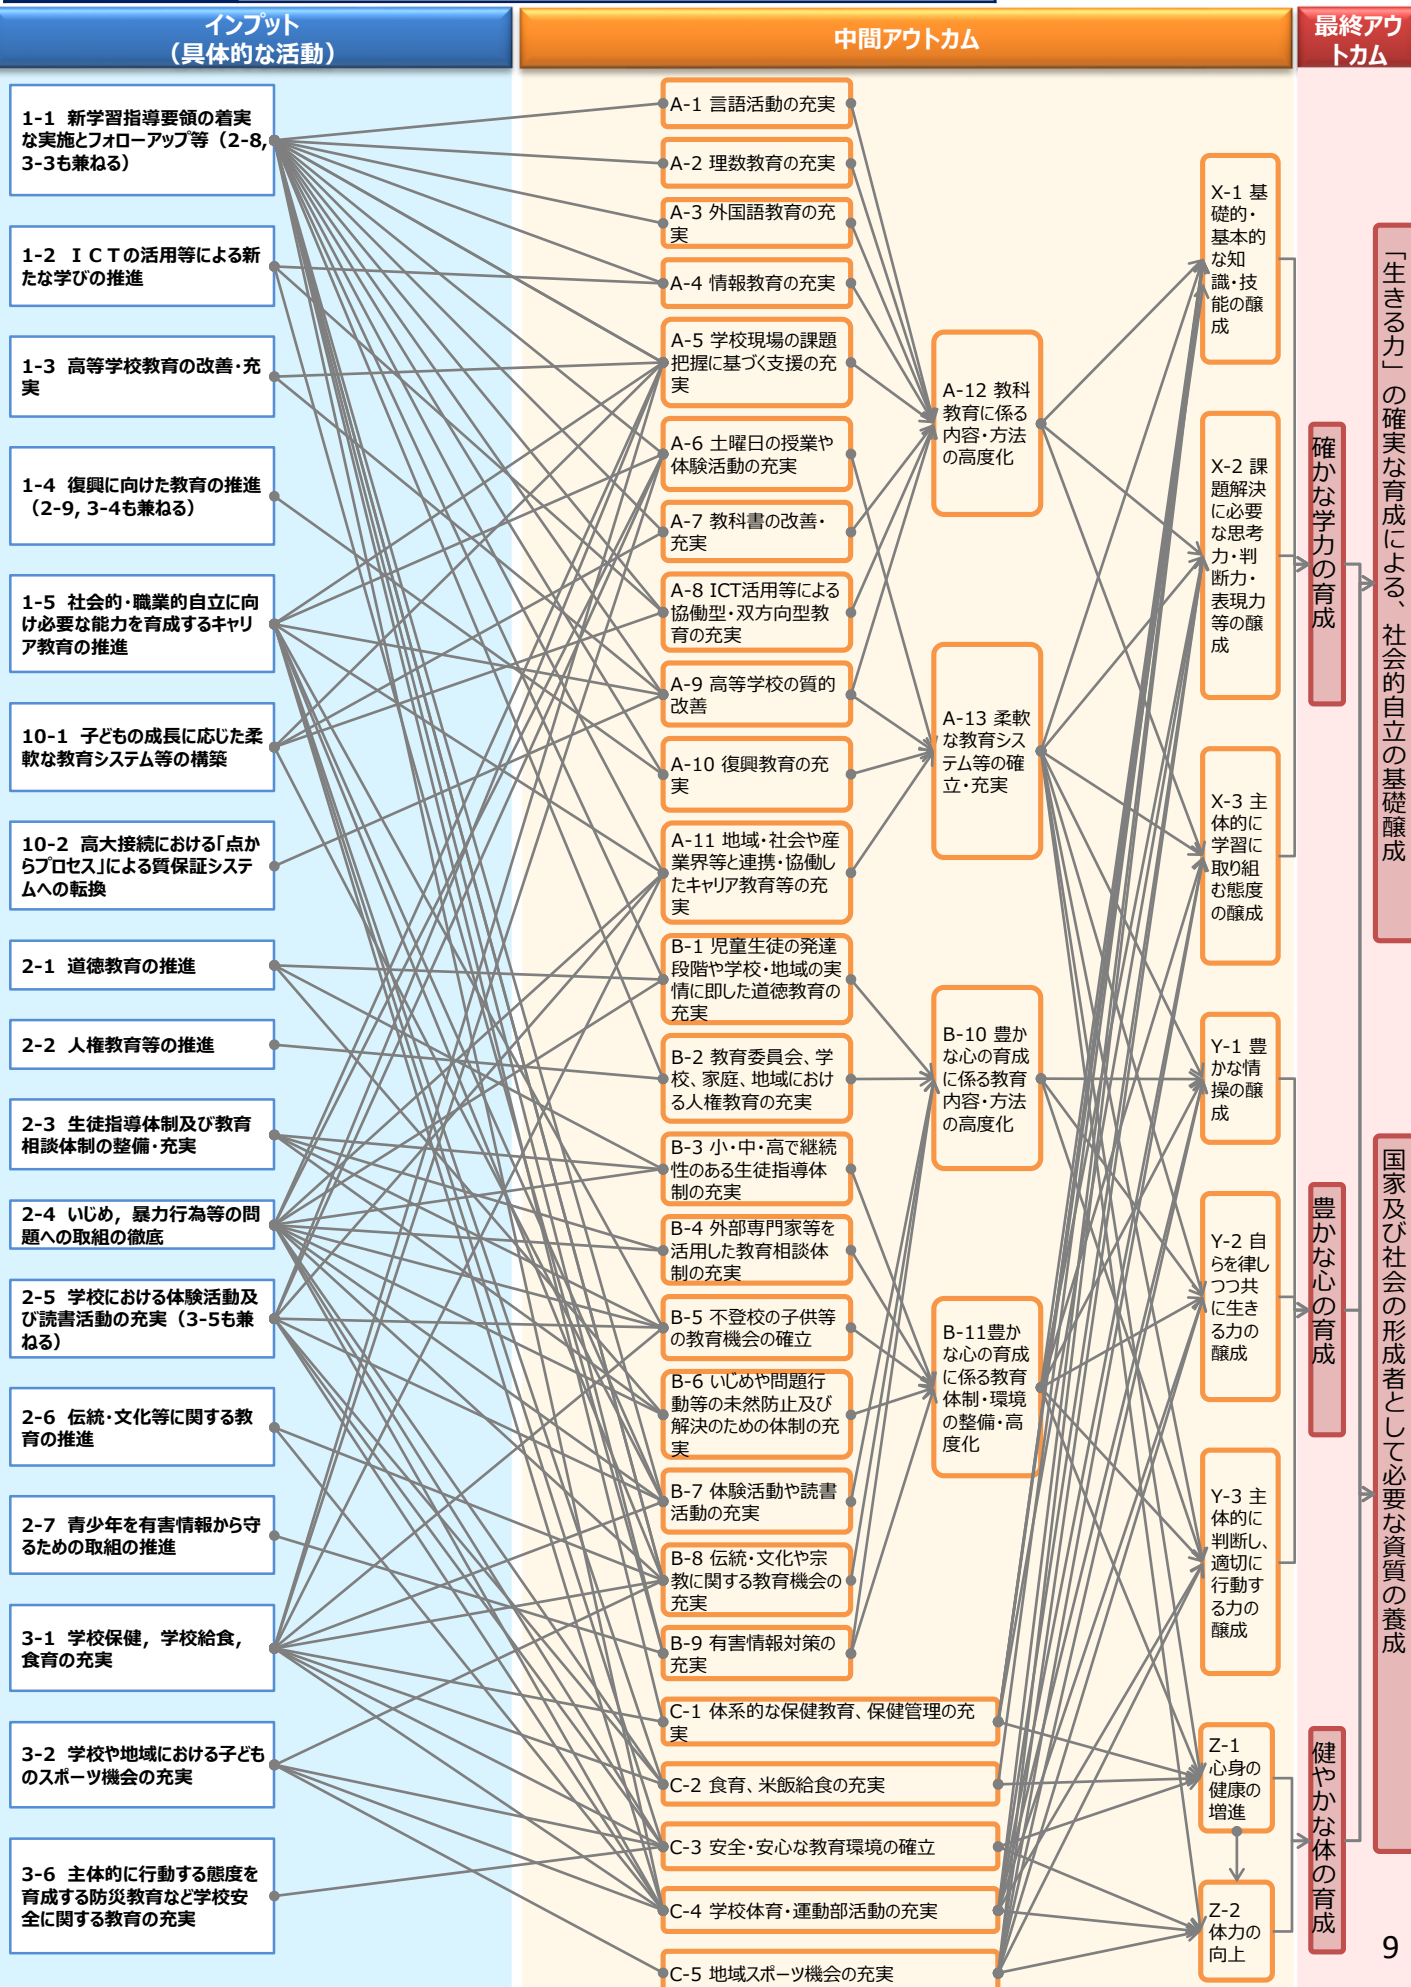 インプット
（具体的な活動）
中間アウトカム
最終アウ
トカム
1-1 新学習指導要領の着実
な実施とフォローアップ等（2-8,
3-3も兼ねる）
1-2 ＩＣＴの活用等による新
たな学びの推進
1-3 高等学校教育の改善・充
実
1-4 復興に向けた教育の推進
（2-9, 3-4も兼ねる）
1-5 社会的・職業的自立に向
け必要な能力を育成するキャリ
ア教育の推進
10-1 子どもの成長に応じた柔
軟な教育システム等の構築
10-2 高大接続における「点か
らプロセス」による質保証システ
ムへの転換
2-1 道徳教育の推進
2-2 人権教育等の推進
2-3 生徒指導体制及び教育
相談体制の整備・充実
2-4 いじめ，暴力行為等の問
題への取組の徹底
2-5 学校における体験活動及
び読書活動の充実（3-5も兼
ねる）
2-6 伝統・文化等に関する教
育の推進
2-7 青少年を有害情報から守
るための取組の推進
3-1 学校保健，学校給食，
食育の充実
3-2 学校や地域における子ども
のスポーツ機会の充実
3-6 主体的に行動する態度を
育成する防災教育など学校安
全に関する教育の充実
A-1 言語活動の充実
A-2 理数教育の充実
A-3 外国語教育の充
実
A-4 情報教育の充実
A-5 学校現場の課題
把握に基づく支援の充
実
A-6 土曜日の授業や
体験活動の充実
A-7 教科書の改善・
充実
A-8 ICT活用等による
協働型・双方向型教
育の充実
A-9 高等学校の質的
改善
A-10 復興教育の充
実
A-11 地域・社会や産
業界等と連携・協働し
たキャリア教育等の充
実
B-1 児童生徒の発達
段階や学校・地域の実
情に即した道徳教育の
充実
B-2 教育委員会、学
校、家庭、地域におけ
る人権教育の充実
B-3 小・中・高で継続
性のある生徒指導体
制の充実
B-4 外部専門家等を
活用した教育相談体
制の充実
B-5 不登校の子供等
の教育機会の確立
B-6 いじめや問題行
動等の未然防止及び
解決のための体制の充
実
B-7 体験活動や読書
活動の充実
B-8 伝統・文化や宗
教に関する教育機会の
充実
B-9 有害情報対策の
充実
C-1 体系的な保健教育、保健管理の充
実
C-2 食育、米飯給食の充実
C-3 安全・安心な教育環境の確立
C-4 学校体育・運動部活動の充実
C-5 地域スポーツ機会の充実
A-12 教科
教育に係る
内容・方法
の高度化
A-13 柔軟
な教育シス
テム等の確
立・充実
B-10 豊か
な心の育成
に係る教育
内容・方法
の高度化
B-11豊か
な心の育成
に係る教育
体制・環境
の整備・高
度化
X-1 基
礎的・
基本的
な知
識・技
能の醸
成
X-2 課
題解決
に必要
な思考
力・判
断力・
表現力
等の醸
成
X-3 主
体的に
学習に
取り組
む態度
の醸成
Y-1 豊
かな情
操の醸
成
Y-2 自
らを律し
つつ共
に生き
る力の
醸成
Y-3 主
体的に
判断し、
適切に
行動す
る力の
醸成
Z-1
心身の
健康の
増進
Z-2
体力の
向上
確かな学力の育成
豊かな心の育成
健やかな体の育成
「生きる力」の確実な育成による、社会的自立の基礎醸成
国家及び社会の形成者として必要な資質の養成
9